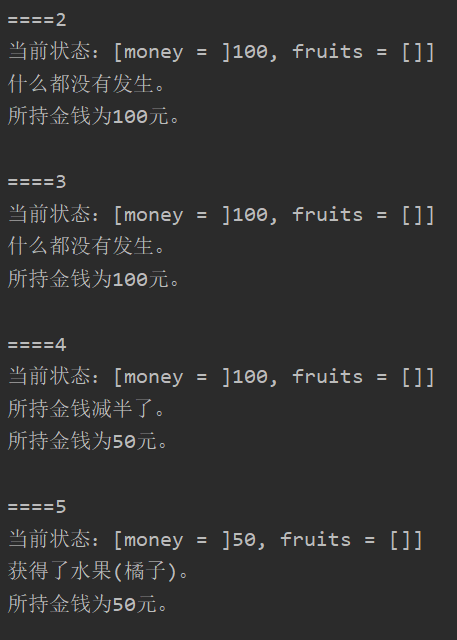 ====2
当前状态: [money = ]100, fruits = []]
什么都没有发生。
所持金钱为100元。
====3
当前状态: [money = ]100, fruits = []]
什么都没有发生。
所持金钱为100元。
====4
当前状态: [money = ]100, fruits = []]
所持金钱减半了。
所持金钱为50元。
====5
当前状态: [money = ]50, fruits = []]
获得了水果(橘子)。
所持金钱为50元。